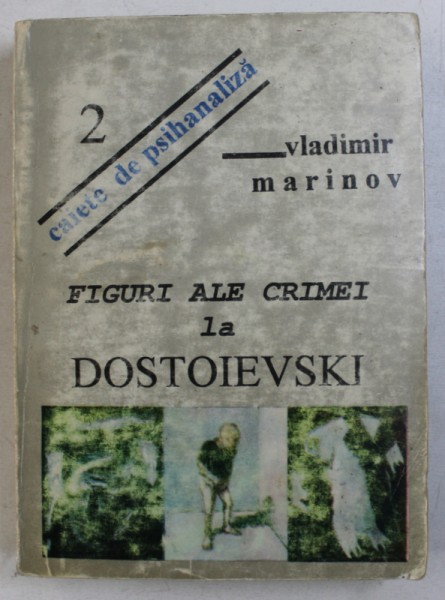 2
caiete de psihanaliză
vladimir
marinov
FIGURI ALE CRIMEI
la
DOSTOIEVSKI